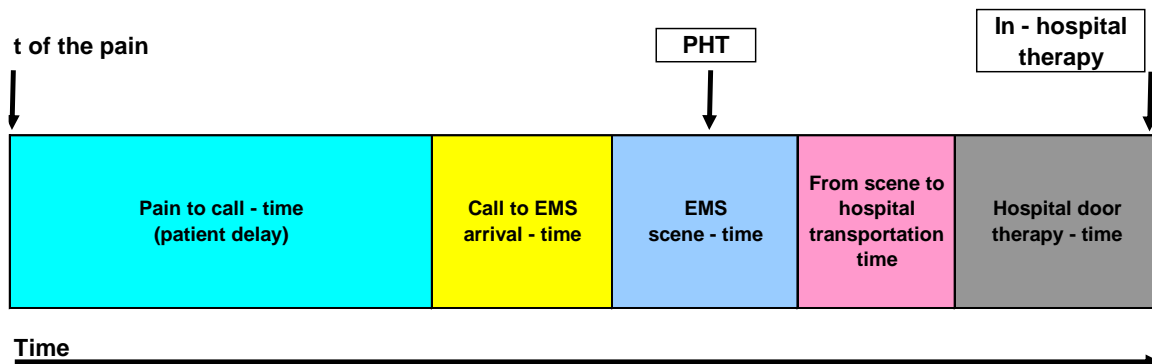 t of the pain
PHT
In - hospital
therapy
Pain to call - time
(patient delay)
Call to EMS
arrival - time
EMS
scene - time
From scene to
hospital
transportation
time
Hospital door
therapy - time
Time